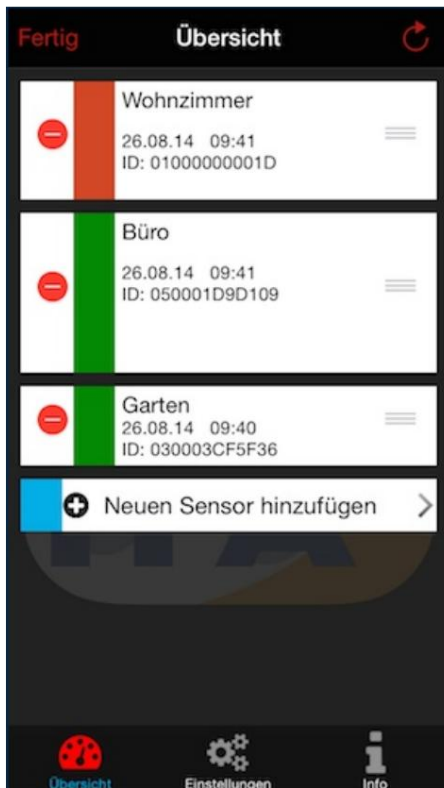 Fertig Übersicht
Wohnzimmer
26.08.14 09:41
ID: 01000000001D
Büro
26.08.14 09:41
ID: 050001D9D109
Garten
26.08.14 09:40
ID: 030003CF5F36
Neuen Sensor hinzufügen
Übersicht Einstellungen Info